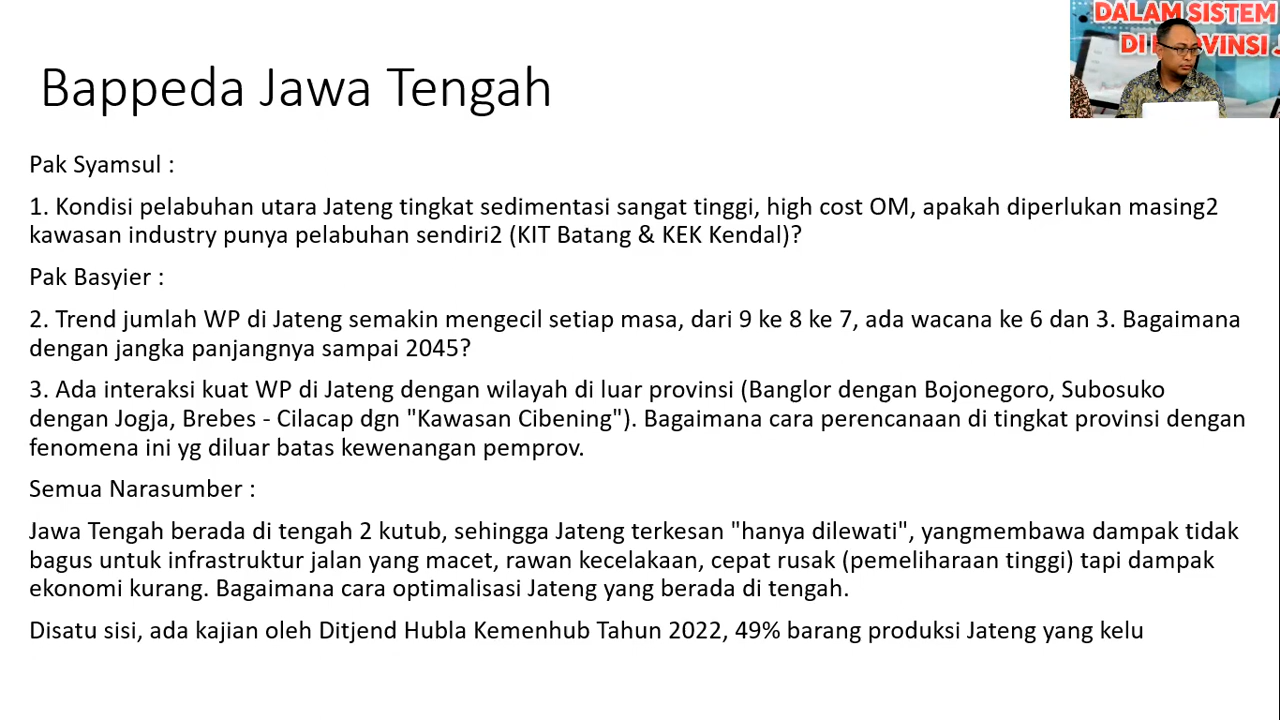 DALAM SISTEM
Bappeda Jawa Tengah
Pak Syamsul :
1. Kondisi pelabuhan utara Jateng tingkat sedimentasi sangat tinggi, high cost OM, apakah diperlukan masing2
kawasan industry punya pelabuhan sendiri2 (KIT Batang & KEK Kendal)?
Pak Basyier :
2. Trend jumlah WP di Jateng semakin mengecil setiap masa, dari 9 ke 8 ke 7, ada wacana ke 6 dan 3. Bagaimana
dengan jangka panjangnya sampai 2045?
3. Ada interaksi kuat WP di Jateng dengan wilayah di luar provinsi (Banglor dengan Bojonegoro, Subosuko
dengan Jogja, Brebes - Cilacap dgn "Kawasan Cibening"). Bagaimana cara perencanaan di tingkat provinsi dengan
fenomena ini yg diluar batas kewenangan pemprov.
Semua Narasumber :
Jawa Tengah berada di tengah 2 kutub, sehingga Jateng terkesan "hanya dilewati", yangmembawa dampak tidak
bagus untuk infrastruktur jalan yang macet, rawan kecelakaan, cepat rusak (pemeliharaan tinggi) tapi dampak
ekonomi kurang. Bagaimana cara optimalisasi Jateng yang berada di tengah.
Disatu sisi, ada kajian oleh Ditjend Hubla Kemenhub Tahun 2022, 49% barang produksi Jateng yang kelu